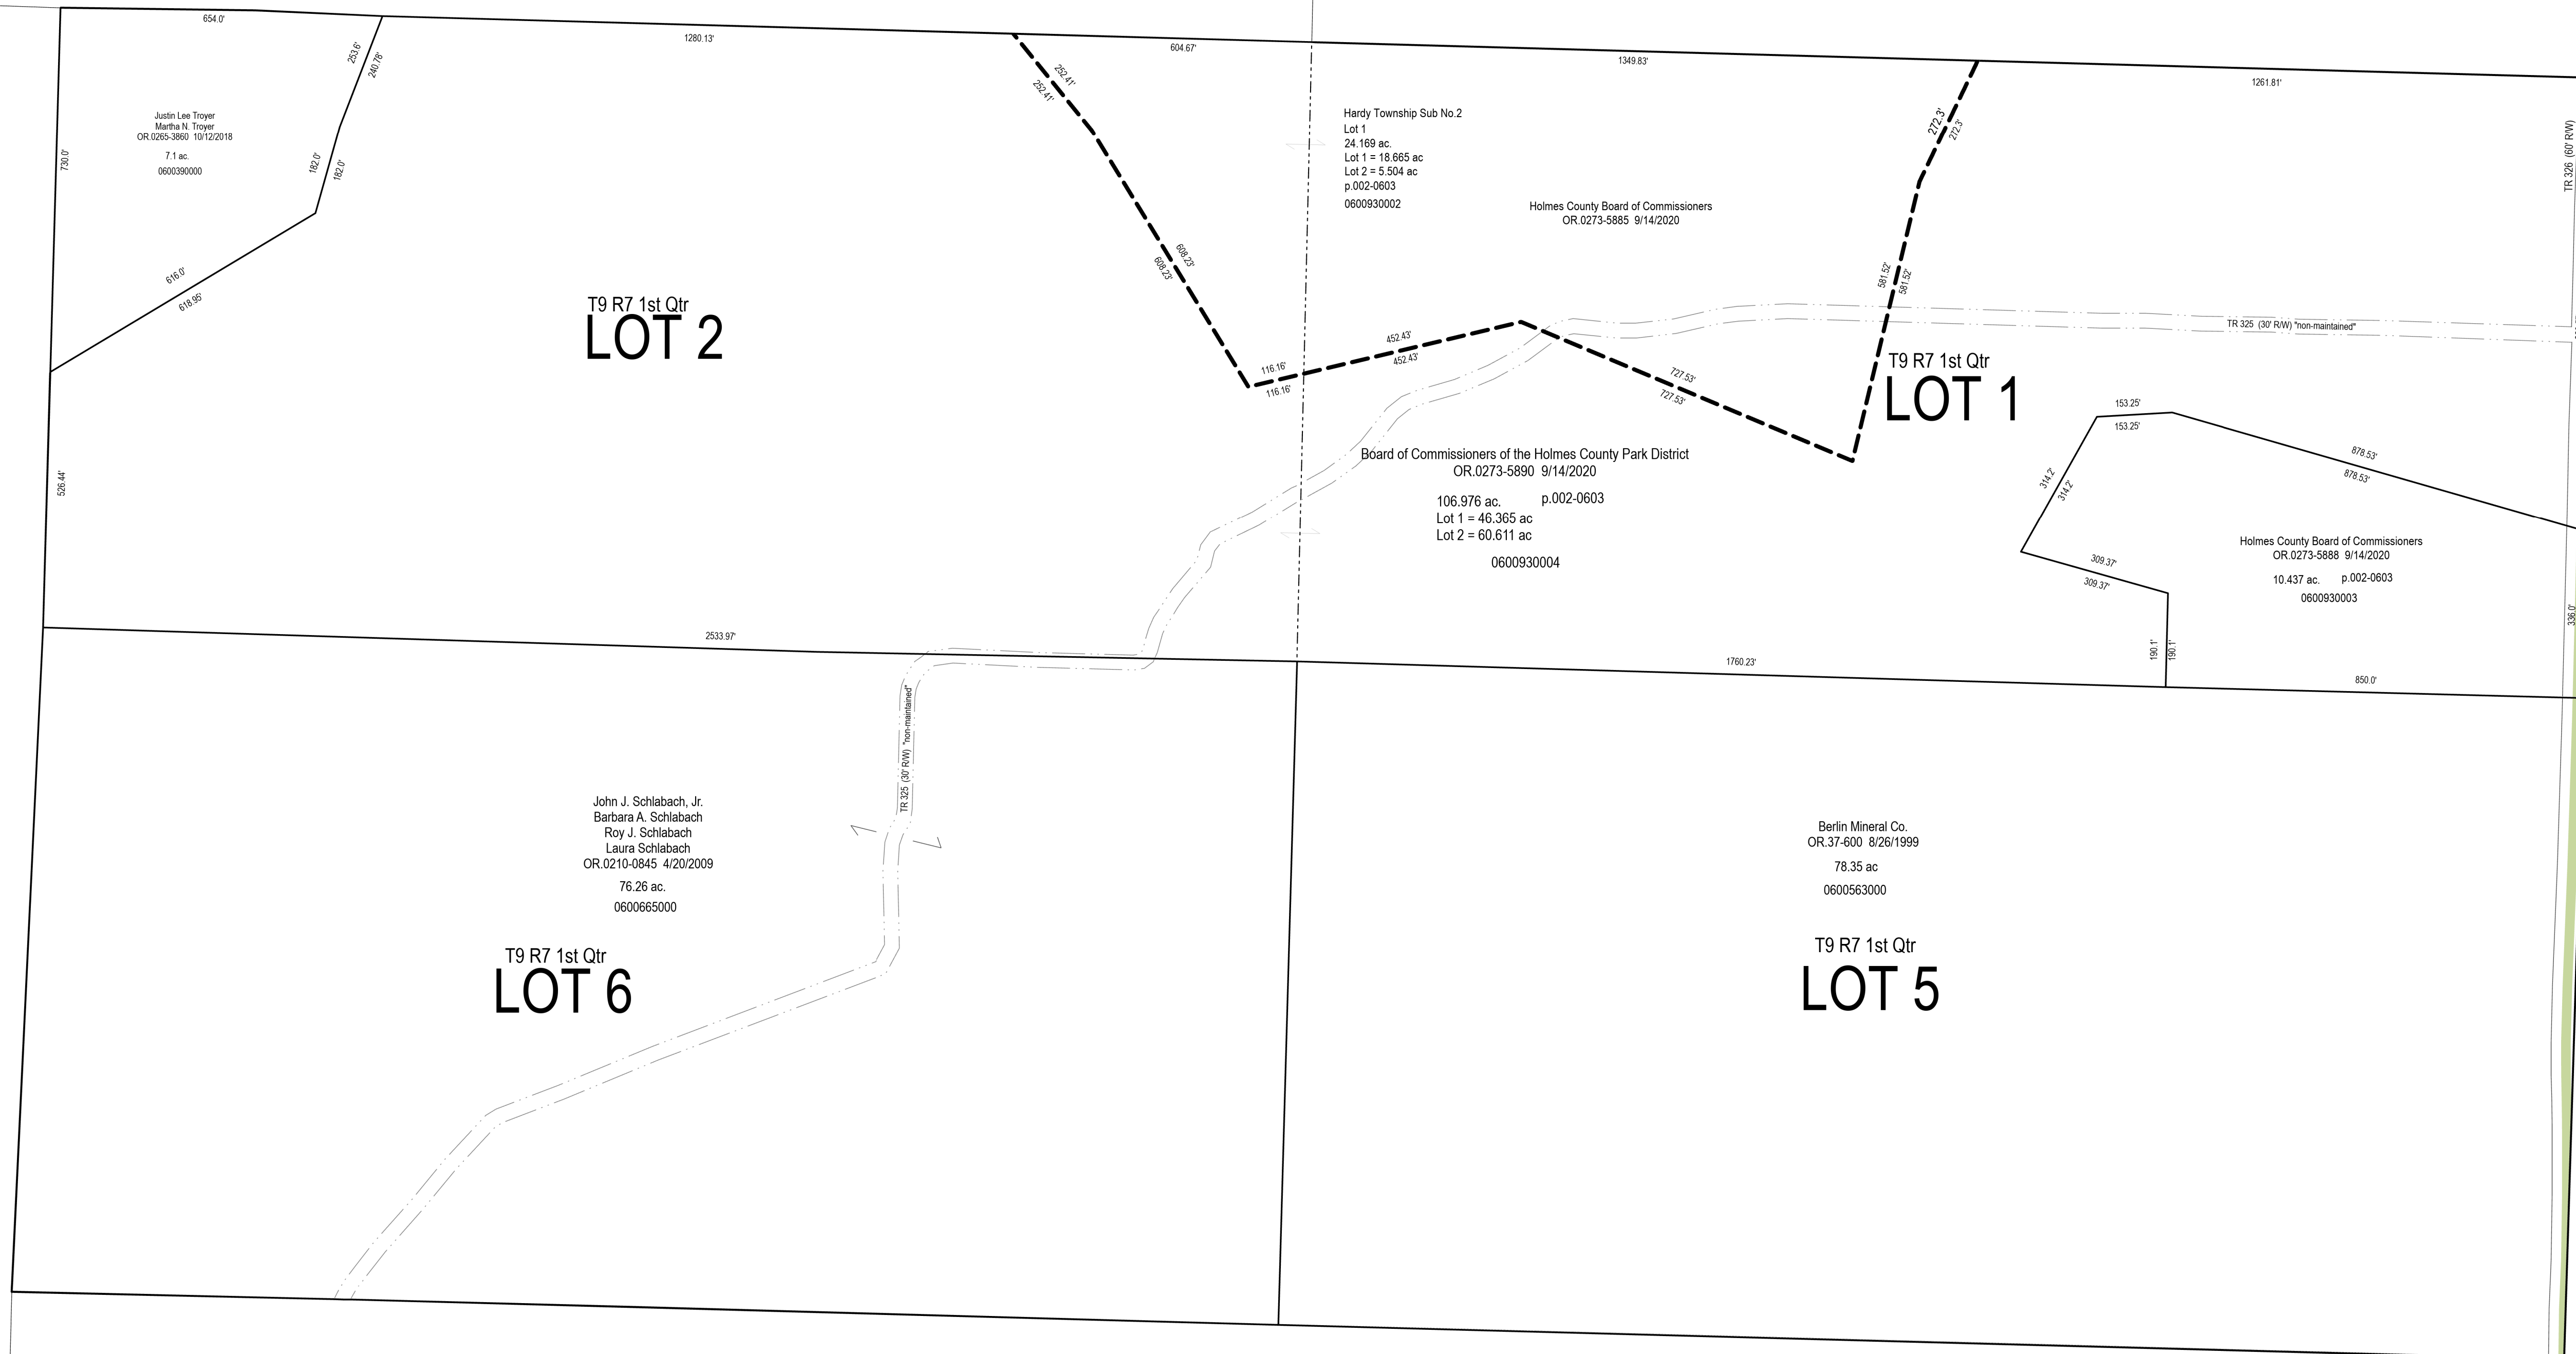 654.0'
1280.13'
604.67'
1349.83'
1261.81'
253.6'
240.78'
252.41'
252.41'
272.3'
272.3'
Justin Lee Troyer
Martha N. Troyer
OR.0265-3860 10/12/2018
7.1 ac.
0600390000
730.0'
182.0'
182.0'
Hardy Township Sub No.2
Lot 1
24.169 ac.
Lot 1 = 18.665 ac
Lot 2 = 5.504 ac
p.002-0603
0600930002
Holmes County Board of Commissioners
OR.0273-5885 9/14/2020
TR 326 (60' R/W)
616.0'
618.95'
608.23'
608.23'
581.52'
581.52'
T9 R7 1st Qtr
LOT 2
TR 325 (30' R/W) "non-maintained"
116.16'
116.16'
452.43'
452.43'
727.53'
727.53'
T9 R7 1st Qtr
LOT 1
153.25'
153.25'
314.2'
314.2'
878.53'
878.53'
526.44'
Board of Commissioners of the Holmes County Park District
OR.0273-5890 9/14/2020
106.976 ac. p.002-0603
Lot 1 = 46.365 ac
Lot 2 = 60.611 ac
0600930004
309.37'
309.37'
Holmes County Board of Commissioners
OR.0273-5888 9/14/2020
10.437 ac. p.002-0603
0600930003
336.0'
2533.97'
1760.23'
190.1'
190.1'
850.0'
TR 325 (30' R/W) "non-maintained"
John J. Schlabach, Jr.
Barbara A. Schlabach
Roy J. Schlabach
Laura Schlabach
OR.0210-0845 4/20/2009
76.26 ac.
0600665000
T9 R7 1st Qtr
LOT 6
Berlin Mineral Co.
OR.37-600 8/26/1999
78.35 ac
0600563000
T9 R7 1st Qtr
LOT 5